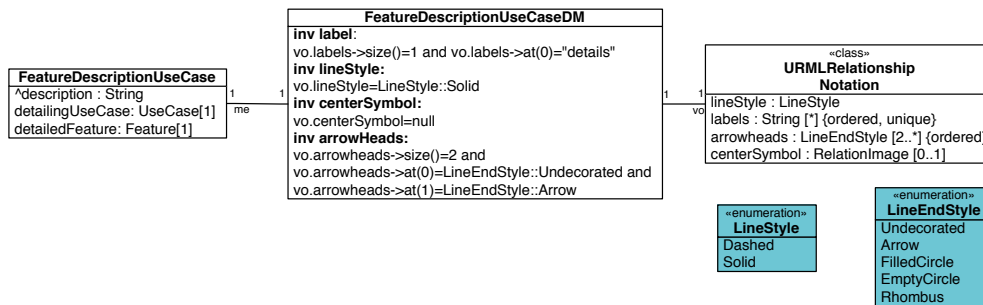 FeatureDescriptionUseCase
^description : String
detailingUseCase: UseCase[1]
detailedFeature: Feature[1]
1
me
1
FeatureDescriptionUseCaseDM
inv label:
vo.labels->size()=1 and vo.labels->at(0)="details"
inv lineStyle:
vo.lineStyle=LineStyle::Solid
inv centerSymbol:
vo.centerSymbol=null
inv arrowHeads:
vo.arrowheads->size()=2 and
vo.arrowheads->at(0)=LineEndStyle::Undecorated and
vo.arrowheads->at(1)=LineEndStyle::Arrow
1
1
vo
«class»
URMLRelationship
Notation
lineStyle : LineStyle
labels : String [*] {ordered, unique}
arrowheads : LineEndStyle [2..*] {ordered}
centerSymbol : RelationImage [0..1]
«enumeration»
LineStyle
Dashed
Solid
«enumeration»
LineEndStyle
Undecorated
Arrow
FilledCircle
EmptyCircle
Rhombus